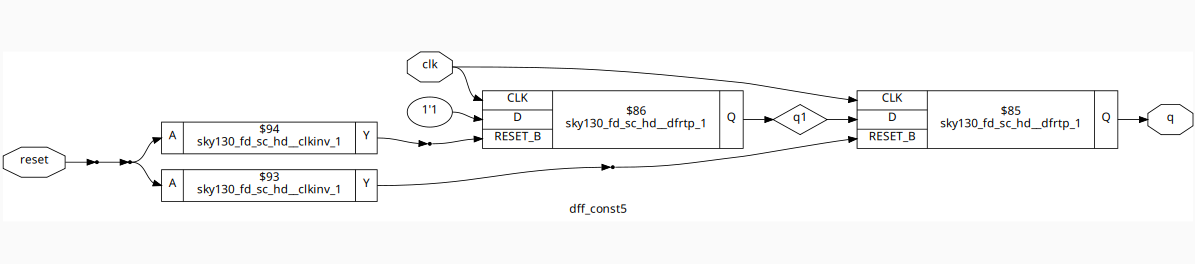 clk
1'1
CLK
D
RESET_B
$86
sky130_fd_sc_hd__dfrtp_1
Q
q1
CLK
D
RESET_B
$85
sky130_fd_sc_hd__dfrtp_1
Q
q
reset
A
$94
sky130_fd_sc_hd__clkinv_1
Y
A
$93
sky130_fd_sc_hd__clkinv_1
Y
dff_const5